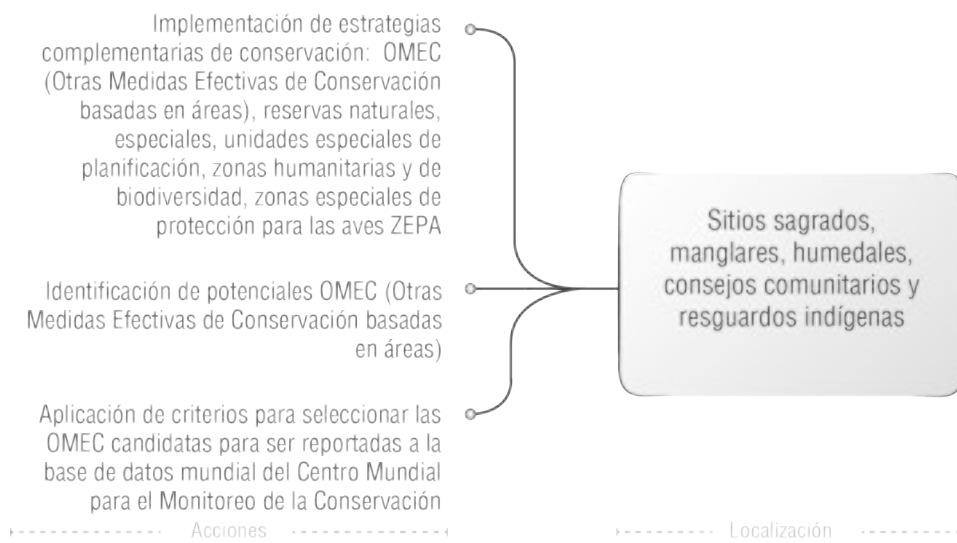 Implementación de estrategias
complementarias de conservación: OMEC
(Otras Medidas Efectivas de Conservación
basadas en áreas), reservas naturales,
especiales, unidades especiales de
planificación, zonas humanitarias y de
biodiversidad, zonas especiales de
protección para las aves ZEPA
Identificación de potenciales OMEC (Otras
Medidas Efectivas de Conservación basadas
en áreas)
Aplicación de criterios para seleccionar las
OMEC candidatas para ser reportadas a la
base de datos mundial del Centro Mundial
para el Monitoreo de la Conservación
Acciones
Sitios sagrados,
manglares, humedales,
consejos comunitarios y
resguardos indígenas
Localización